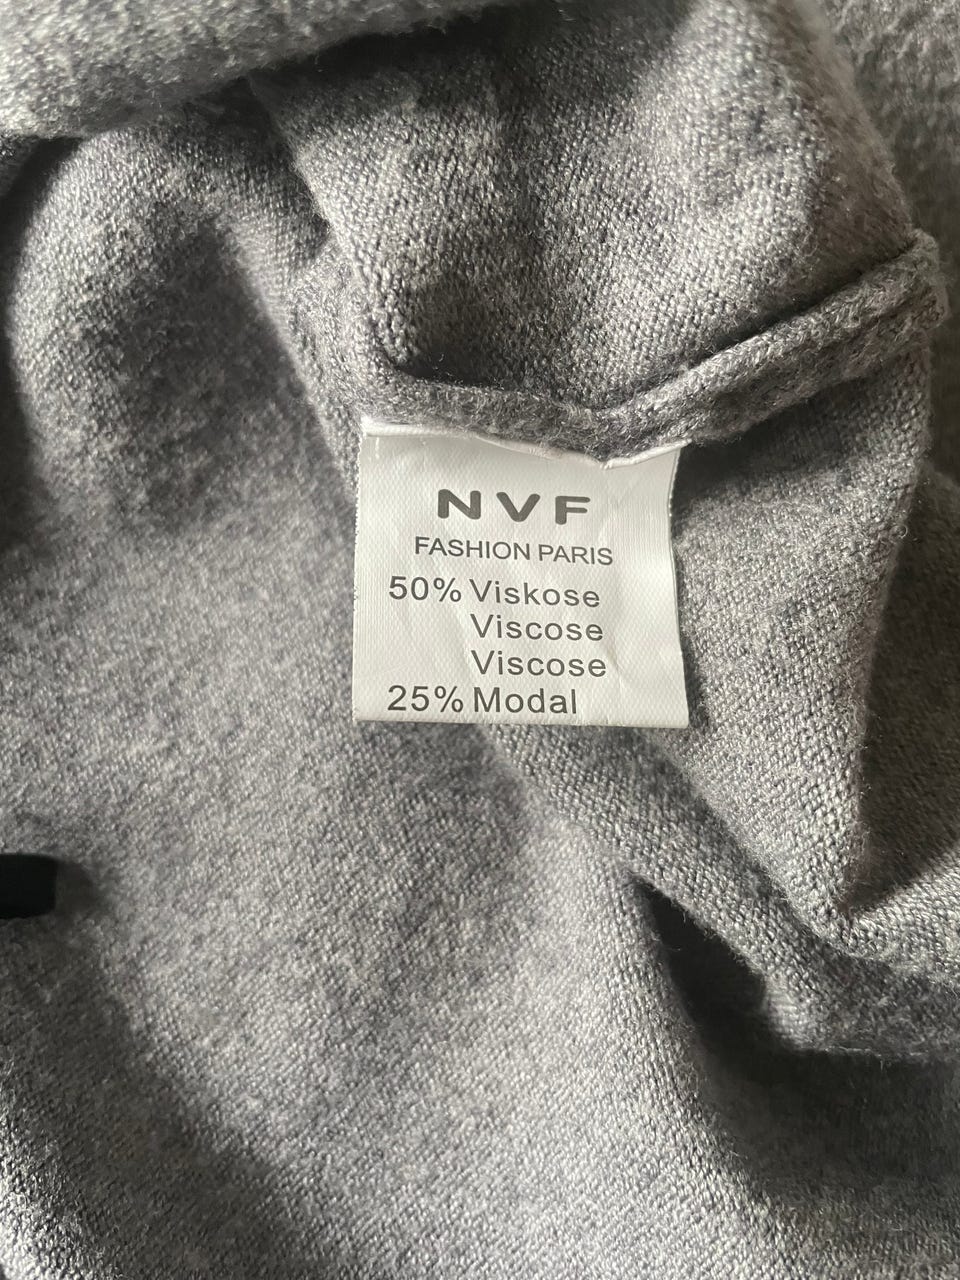 NVF
FASHION PARIS
50% Viskose
Viscose
Viscose
25% Modal